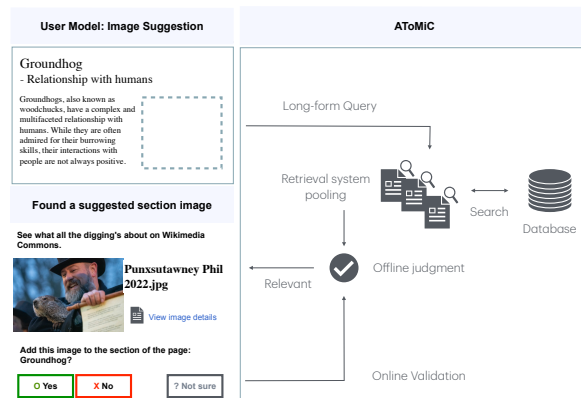 User Model: Image Suggestion
Groundhog
- Relationship with humans
Groundhogs, also known as
woodchucks, have a complex and
multifaceted relationship with
humans. While they are often
admired for their burrowing
skills, their interactions with
people are not always positive.
Found a suggested section image
See what all the digging's about on Wikimedia
Commons.
Punxsutawney Phil
2022.jpg
View image details
Add this image to the section of the page:
Groundhog?
O Yes
X No
? Not sure
AToMiC
Long-form Query
Retrieval system
pooling
Search
Database
Offline judgment
Relevant
Online Validation